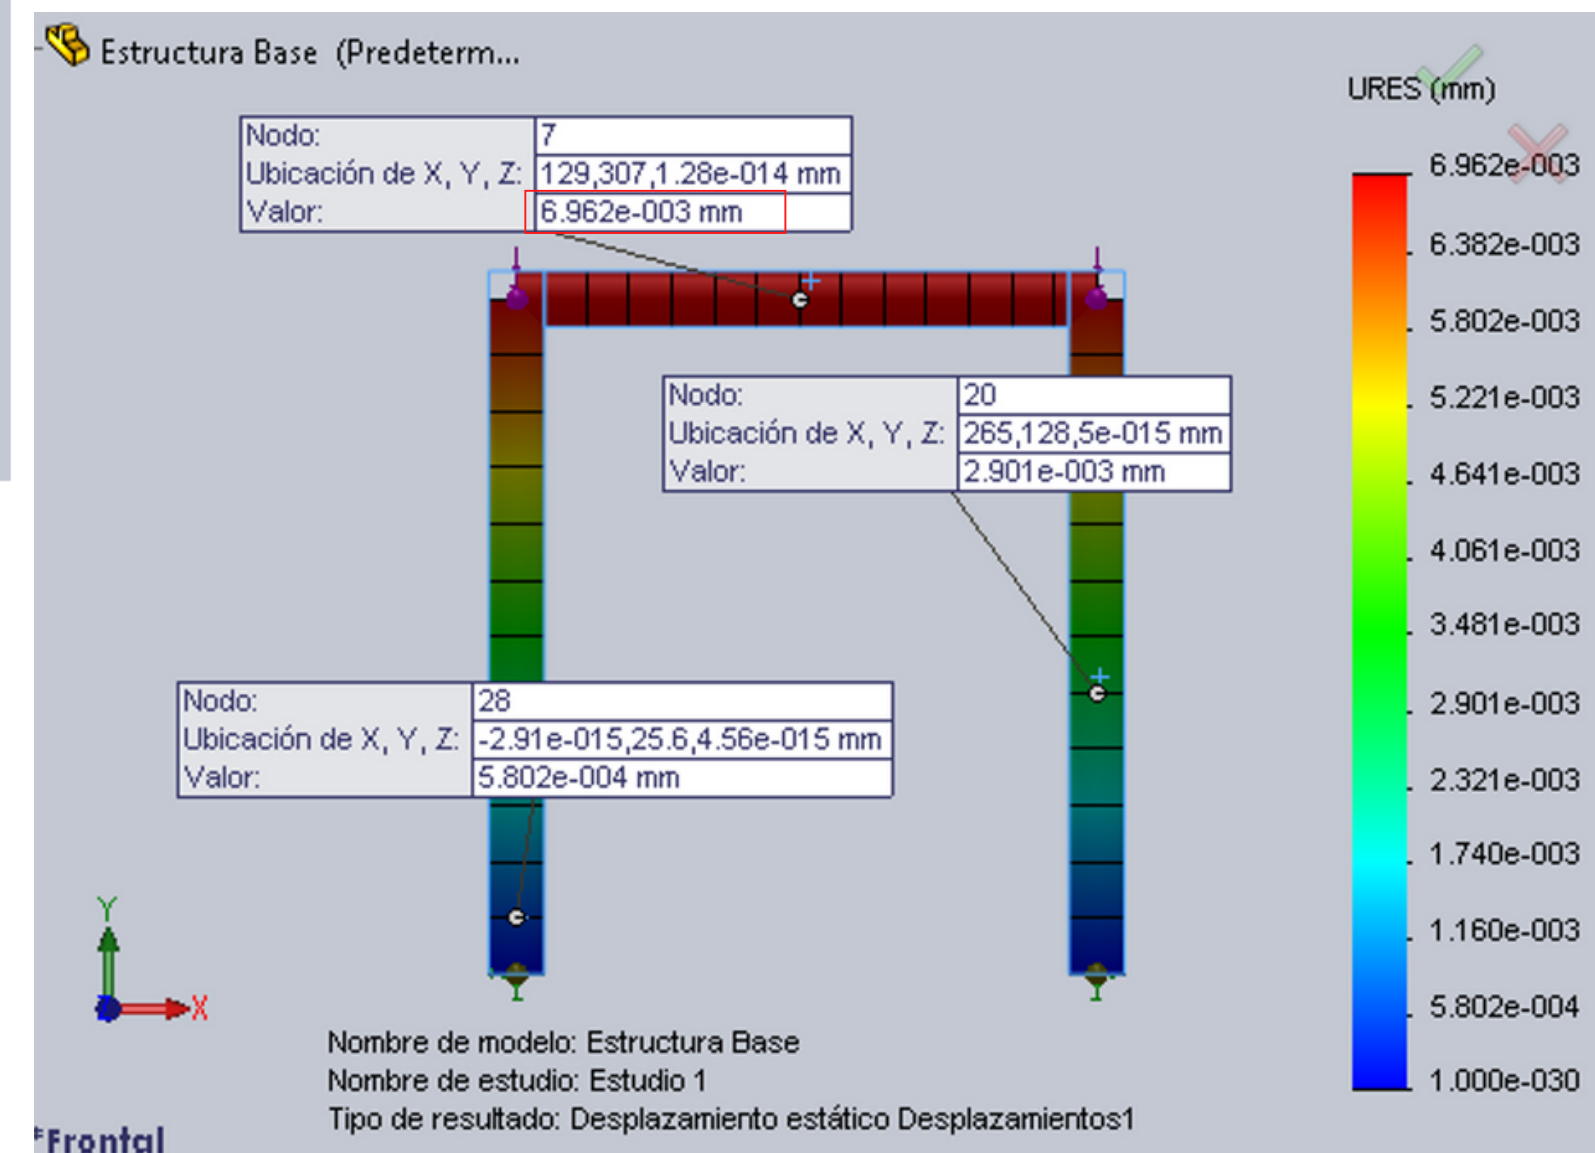 Estructura Base (Predeterm...
URES (mm)
Nodo: 7
Ubicación de X, Y, Z: 129,307,1.28e-014 mm
Valor: 6.962e-003 mm
Nodo: 20
Ubicación de X, Y, Z: 265,128,5e-015 mm
Valor: 2.901e-003 mm
Nodo: 28
Ubicación de X, Y, Z: -2.91e-015,25.6,4.56e-015 mm
Valor: 5.802e-004 mm
6.962e-003
6.382e-003
5.802e-003
5.221e-003
4.641e-003
4.061e-003
3.481e-003
2.901e-003
2.321e-003
1.740e-003
1.160e-003
5.802e-004
1.000e-030
Y
Z
X
Nombre de modelo: Estructura Base
Nombre de estudio: Estudio 1
Tipo de resultado: Desplazamiento estático Desplazamientos1
*Frontal